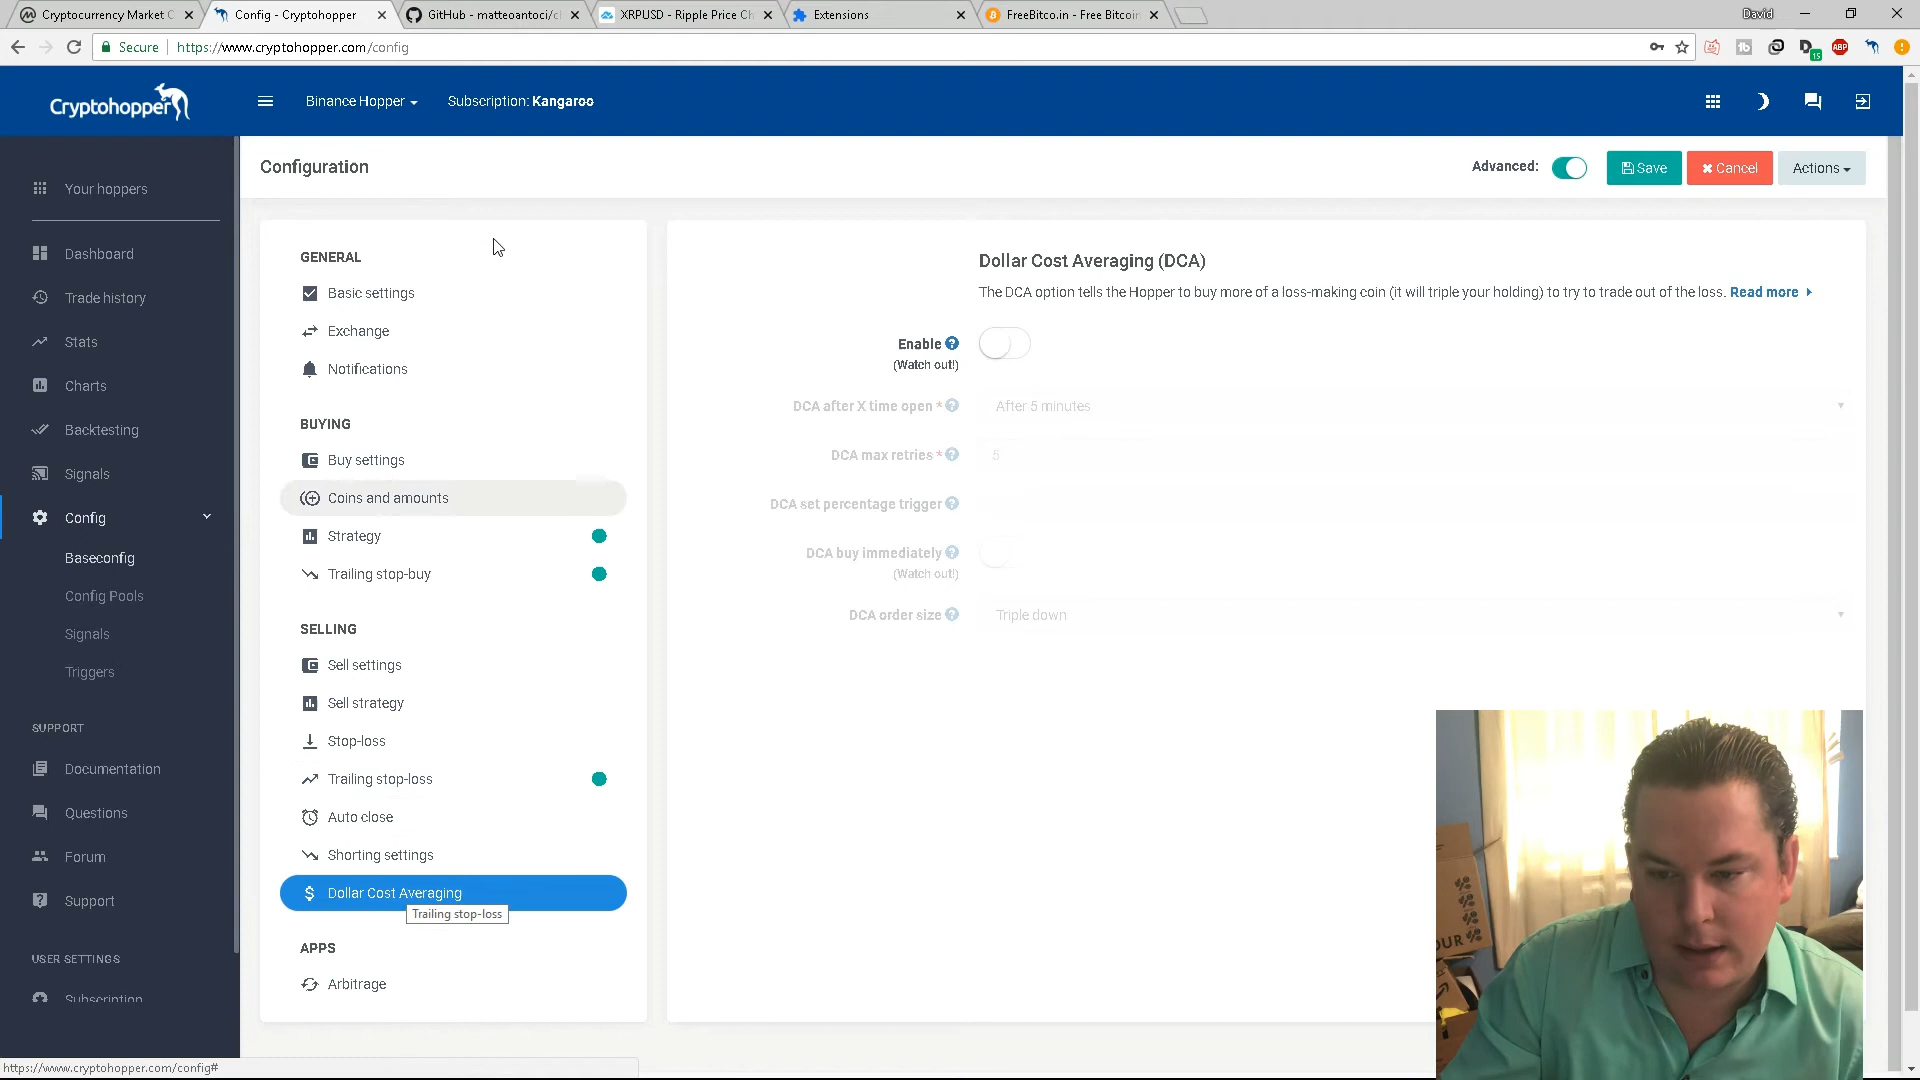 Cryptocurrency Market C
Config - Cryptohopper
GitHub - matteoantoci/cl
XRPUSD - Ripple Price Ch
Extensions
FreeBitco.in - Free Bitcoin
David
Secure
https://www.cryptohopper.com/config
ABP
15
Cryptohopper
Binance Hopper
Subscription: Kangaroo
Configuration
Advanced:
Save
Cancel
Actions
Your hoppers
Dashboard
Trade history
Stats
Charts
Backtesting
Signals
Config
Baseconfig
Config Pools
Signals
Triggers
SUPPORT
Documentation
Questions
Forum
Support
USER SETTINGS
Subscription
GENERAL
Basic settings
Exchange
Notifications
BUYING
Buy settings
Coins and amounts
Strategy
Trailing stop-buy
SELLING
Sell settings
Sell strategy
Stop-loss
Trailing stop-loss
Auto close
Shorting settings
Dollar Cost Averaging
Trailing stop-loss
APPS
Arbitrage
Dollar Cost Averaging (DCA)
The DCA option tells the Hopper to buy more of a loss-making coin (it will triple your holding) to try to trade out of the loss. Read more
Enable
(Watch out!)
DCA after X time open *
After 5 minutes
DCA max retries *
5
DCA set percentage trigger
DCA buy immediately
(Watch out!)
DCA order size
Triple down
https://www.cryptohopper.com/config#